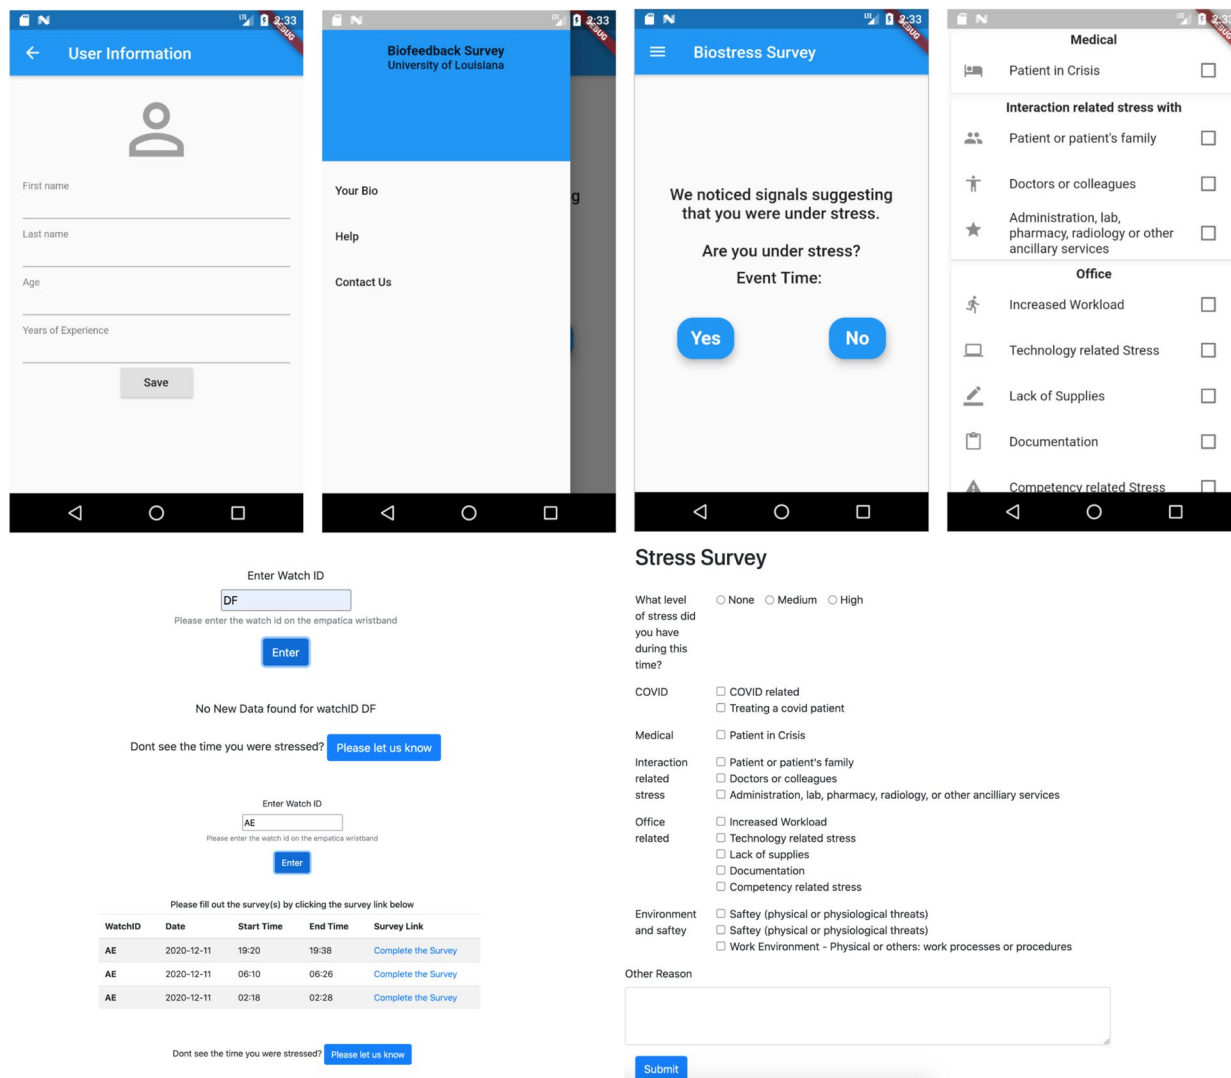 2:33
DEBUG
User Information
First name
Last name
Age
Years of Experience
Save
2:33
DEBUG
Biofeedback Survey
University of Louisiana
g
Your Bio
Help
Contact Us
2:33
DEBUG
Biostress Survey
We noticed signals suggesting
that you were under stress.
Are you under stress?
Event Time:
Yes No
Medical
Patient in Crisis
Interaction related stress with
Patient or patient's family
Doctors or colleagues
Administration, lab,
pharmacy, radiology or other
ancillary services
Office
Increased Workload
Technology related Stress
Lack of Supplies
Documentation
Competency related Stress
Enter Watch ID
DF
Please enter the watch id on the empatica wristband
Enter
No New Data found for watchID DF
Dont see the time you were stressed? Please let us know
Enter Watch ID
AE
Please enter the watch id on the empatica wristband
Enter
Please fill out the survey(s) by clicking the survey link below
WatchID Date Start Time End Time Survey Link
AE 2020-12-11 19:20 19:38 Complete the Survey
AE 2020-12-11 06:10 06:26 Complete the Survey
AE 2020-12-11 02:18 02:28 Complete the Survey
Dont see the time you were stressed? Please let us know
Stress Survey
What level
of stress did
you have
during this
time?
None Medium High
COVID
COVID related
Treating a covid patient
Medical
Patient in Crisis
Interaction
related
stress
Patient or patient's family
Doctors or colleagues
Administration, lab, pharmacy, radiology, or other ancilliary services
Office
related
Increased Workload
Technology related stress
Lack of supplies
Documentation
Competency related stress
Environment
and saftey
Saftey (physical or physiological threats)
Saftey (physical or physiological threats)
Work Environment - Physical or others: work processes or procedures
Other Reason
Submit